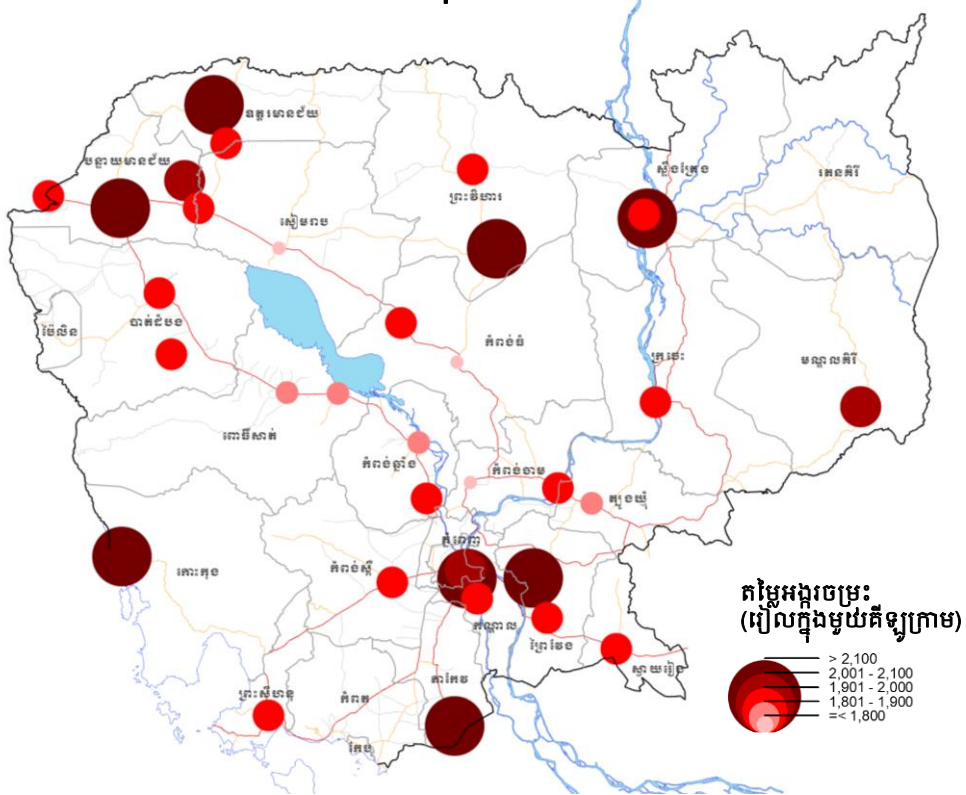 ឧត្តរមានជ័យ
បន្ទាយមានជ័យ
ព្រះវិហារ
ស្ទឹងត្រែង
រតនគិរី
សៀមរាប
ប៉ៃលិន
បាត់ដំបង
កំពង់ធំ
ក្រចេះ
មណ្ឌលគិរី
ពោធិ៍សាត់
កំពង់ឆ្នាំង
កំពង់ចាម
ត្បូងឃ្មុំ
ភ្នំពេញ
កោះកុង
កំពង់ស្ពឺ
កណ្តាល
ព្រៃវែង
ស្វាយរៀង
តាកែវ
ព្រះសីហនុ
កំពត
កែប
តម្លៃអង្ករចម្រុះ
(រៀលក្នុងមួយគីឡូក្រាម)
> 2,100
2,001 - 2,100
1,901 - 2,000
1,801 - 1,900
=< 1,800